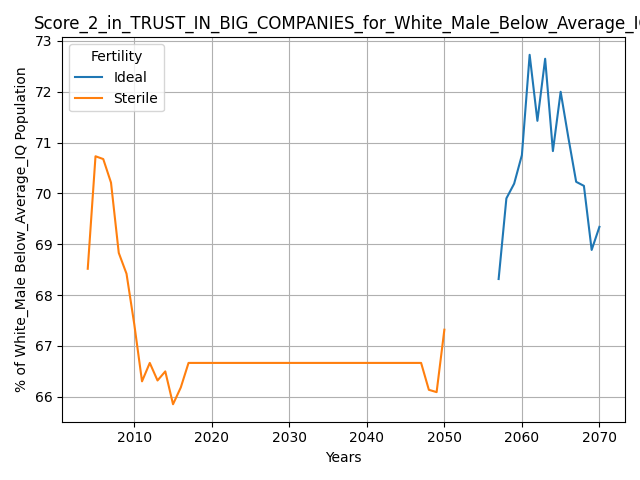 Score_2_in_TRUST_IN_BIG_COMPANIES_for_White_Male_Below_Average_I
Fertility
Ideal
Sterile
% of White_Male Below_Average_IQ Population
73
72
71
70
69
68
67
66
2010 2020 2030 2040 2050 2060 2070
Years